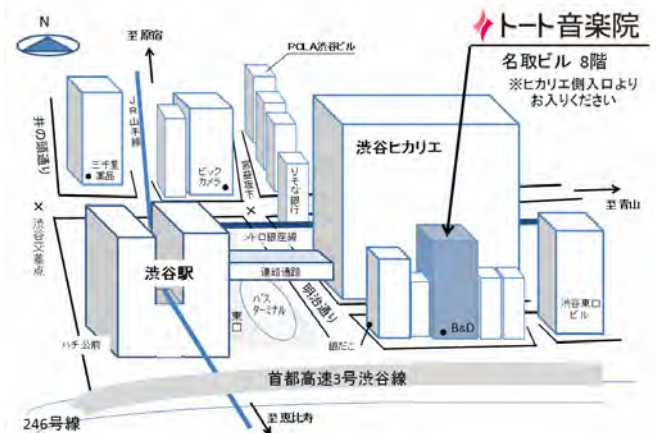 N
至原宿
POLA渋谷ビル
トート音楽院
名取ビル 8階
※ヒカリエ側入口より
お入りください
JR山手線
井の頭通り
三千里
薬品
ビック
カメラ
宮益坂下
りそな銀行
渋谷ヒカリエ
至青山
渋谷交差点
メトロ銀座線
渋谷駅
連絡通路
バス
ターミナル
東口
明治通り
ハチ公前
銀だこ
B&D
渋谷東口
ビル
首都高速3号渋谷線
246号線
至恵比寿